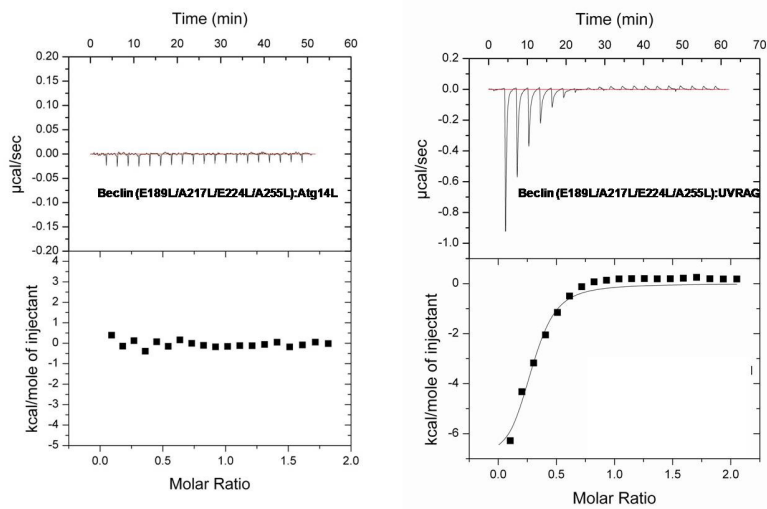 Time (min)
0 10 20 30 40 50 60
0.20
0.15
0.10
0.05
0.00
-0.05
-0.10
-0.15
-0.20
µcal/sec
Beclin (E189L/A217L/E224L/A255L):Atg14L
4
3
2
1
0
-1
-2
-3
-4
-5
kcal/mole of injectant
0.0 0.5 1.0 1.5 2.0
Molar Ratio
Time (min)
0 10 20 30 40 50 60 70
0.2
0.0
-0.2
-0.4
-0.6
-0.8
-1.0
µcal/sec
Beclin (E189L/A217L/E224L/A255L):UVRAG
0
-2
-4
-6
kcal/mole of injectant
0.0 0.5 1.0 1.5 2.0
Molar Ratio